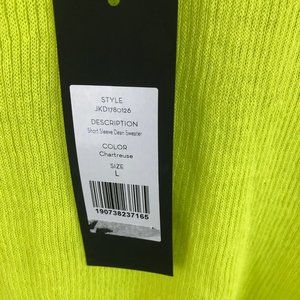 STYLE
JKD1780126
DESCRIPTION
Short Sleeve Dean Sweater
COLOR
Chartreuse
SIZE
L
190738237165